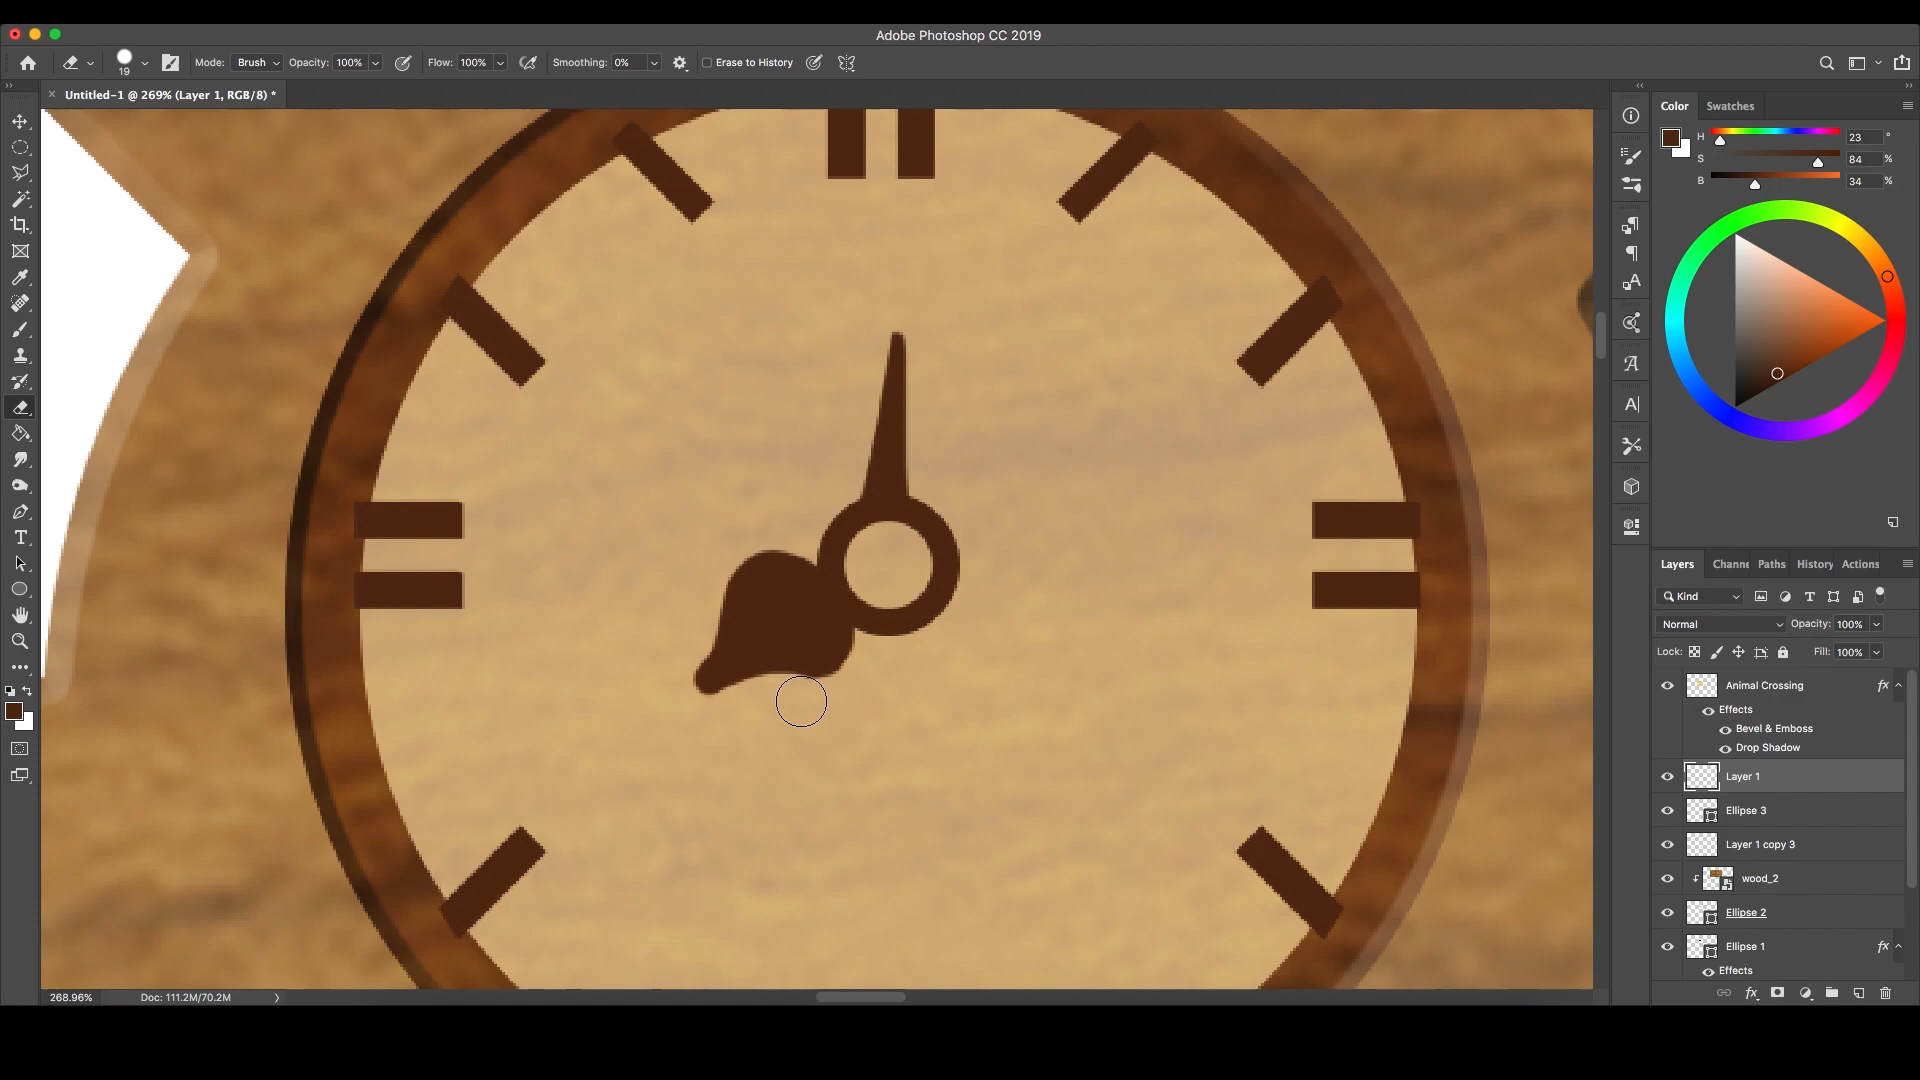 Adobe Photoshop CC 2019
19
Mode: Brush Opacity: 100% Flow: 100% Smoothing: 0% Erase to History
Untitled-1 @ 269% (Layer 1, RGB/8) *
Color Swatches
H 23 °
S 84 %
B 34 %
Layers Channe Paths History Actions
Kind
Normal Opacity: 100%
Lock: Fill: 100%
Animal Crossing fx
Effects
Bevel & Emboss
Drop Shadow
Layer 1
Ellipse 3
Layer 1 copy 3
wood_2
Ellipse 2
Ellipse 1 fx
Effects
268.96% Doc: 111.2M/70.2M